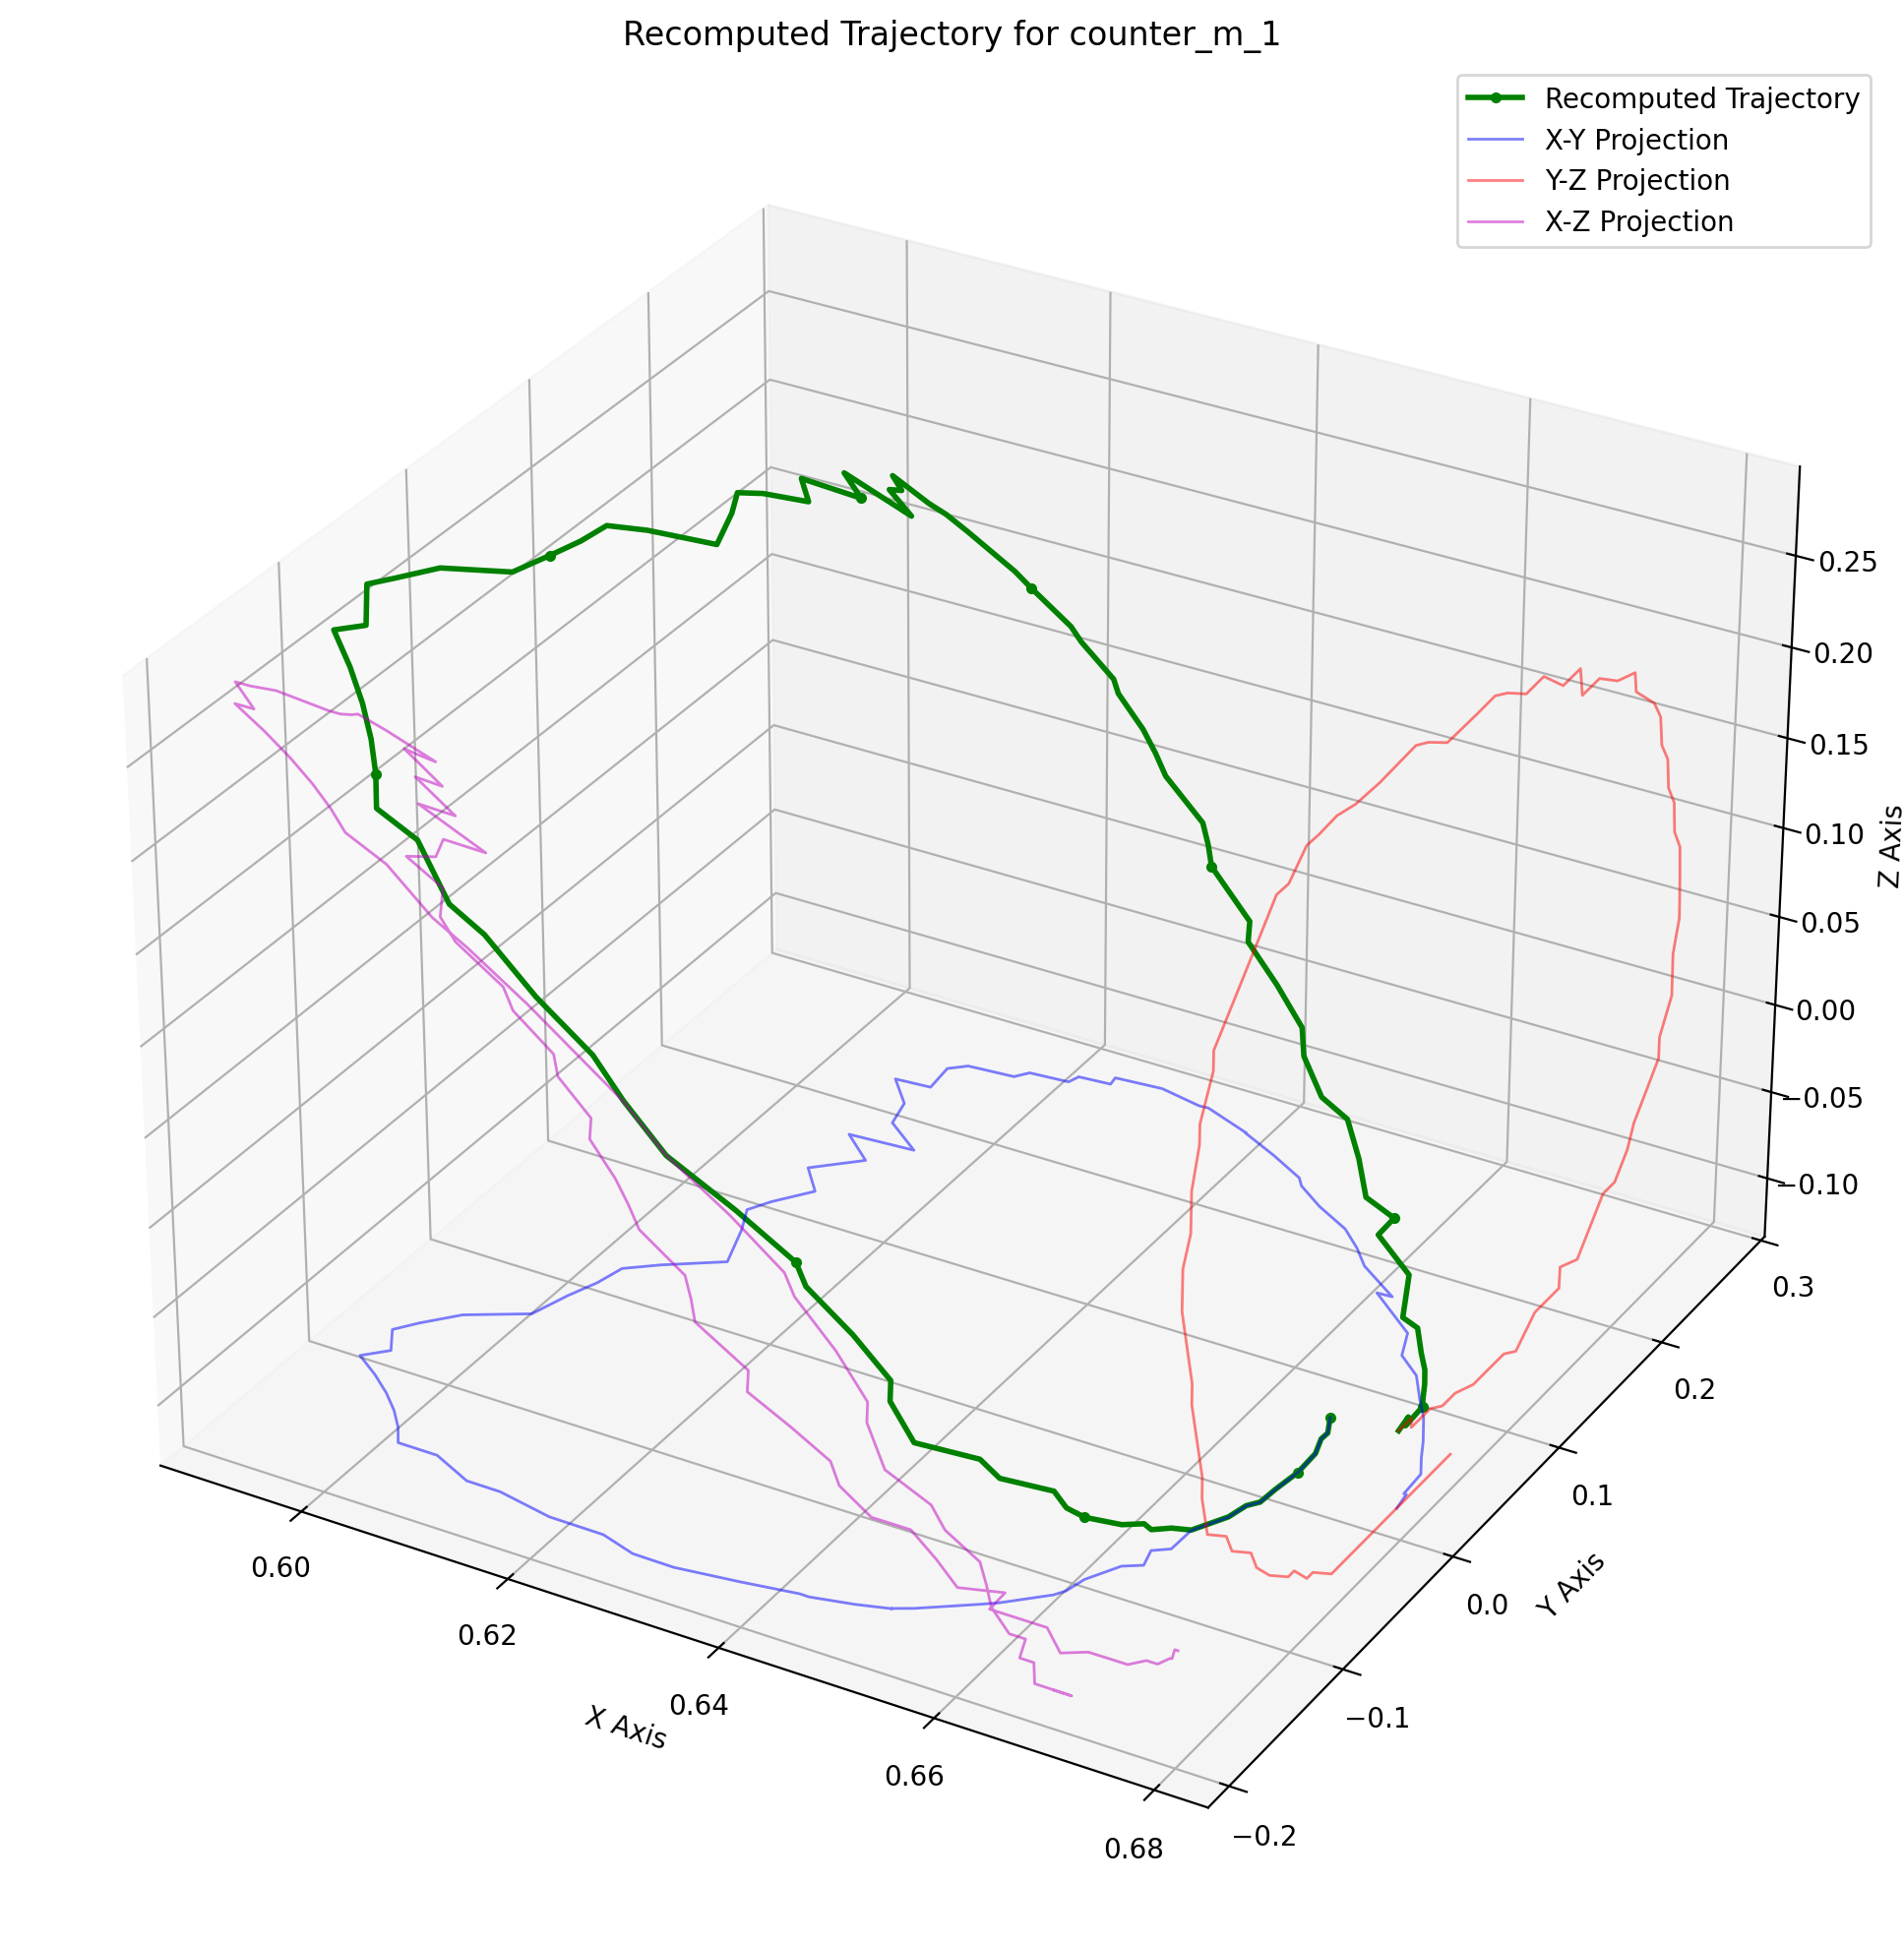 Recomputed Trajectory for counter_m_1
Recomputed Trajectory
X-Y Projection
Y-Z Projection
X-Z Projection
0.25
0.20
0.15
0.10
0.05
0.00
−0.05
−0.10
Z Axis
0.3
0.2
0.1
0.0
−0.1
−0.2
Y Axis
0.60
0.62
0.64
0.66
0.68
X Axis